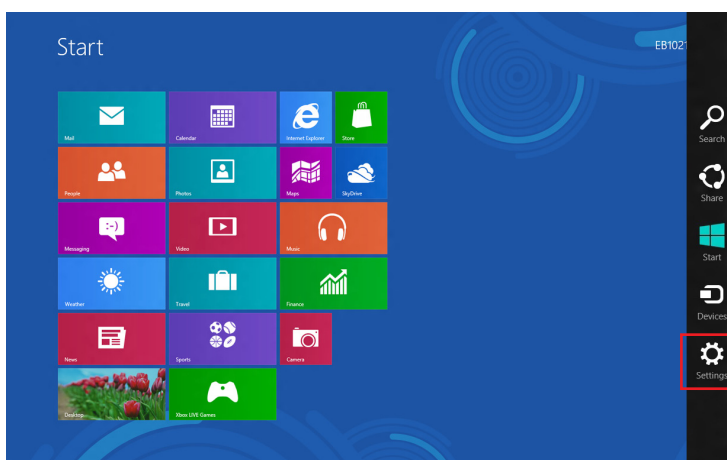 Start
EB1021
Mail
Calendar
Internet Explorer
Store
People
Photos
Maps
SkyDrive
Messaging
:-)
Video
Music
Weather
Travel
Finance
News
Sports
Camera
Desktop
Xbox LIVE Games
Search
Share
Start
Devices
Settings